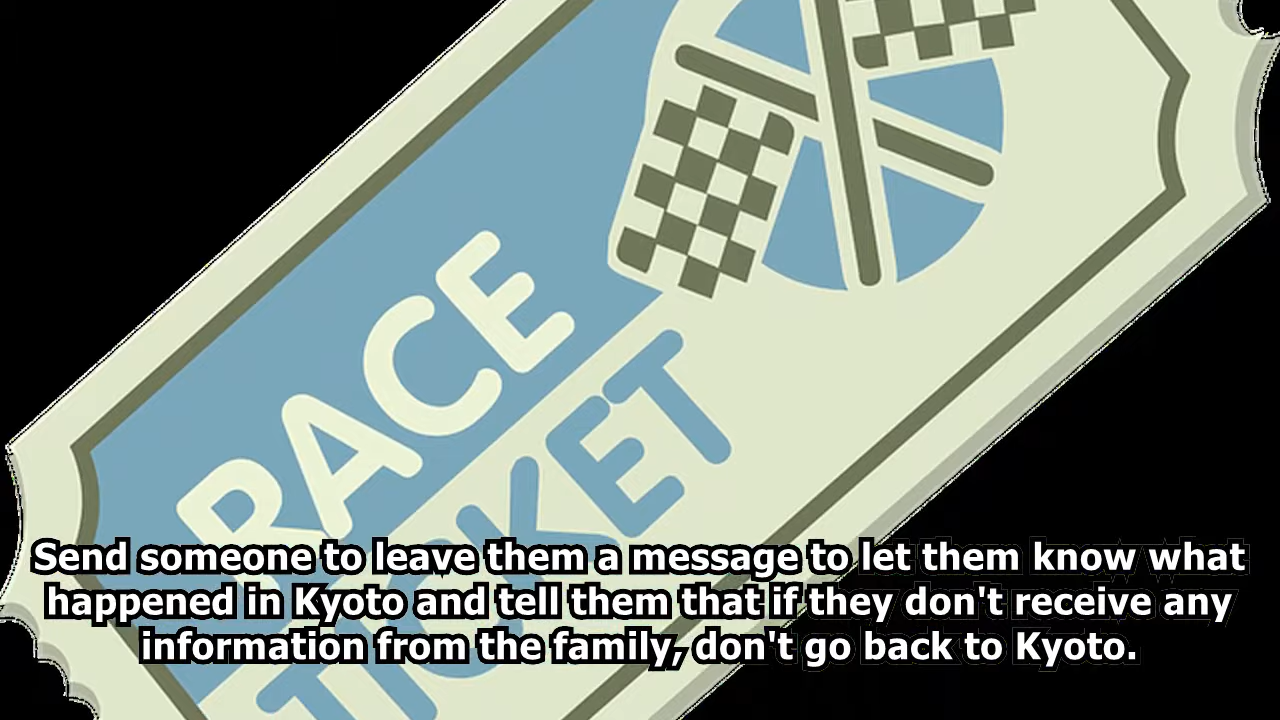 RACE
TICKET
Send someone to leave them a message to let them know what
happened in Kyoto and tell them that if they don't receive any
information from the family, don't go back to Kyoto.